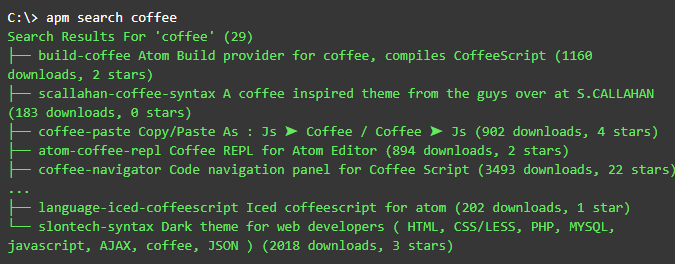 C:\> apm search coffee
Search Results For 'coffee' (29)
├── build-coffee Atom Build provider for coffee, compiles CoffeeScript (1160
downloads, 2 stars)
├── scallahan-coffee-syntax A coffee inspired theme from the guys over at S.CALLAHAN
(183 downloads, 0 stars)
├── coffee-paste Copy/Paste As : Js ➤ Coffee / Coffee ➤ Js (902 downloads, 4 stars)
├── atom-coffee-repl Coffee REPL for Atom Editor (894 downloads, 2 stars)
├── coffee-navigator Code navigation panel for Coffee Script (3493 downloads, 22 stars)
...
├── language-iced-coffeescript Iced coffeescript for atom (202 downloads, 1 star)
└── slontech-syntax Dark theme for web developers ( HTML, CSS/LESS, PHP, MYSQL,
javascript, AJAX, coffee, JSON ) (2018 downloads, 3 stars)